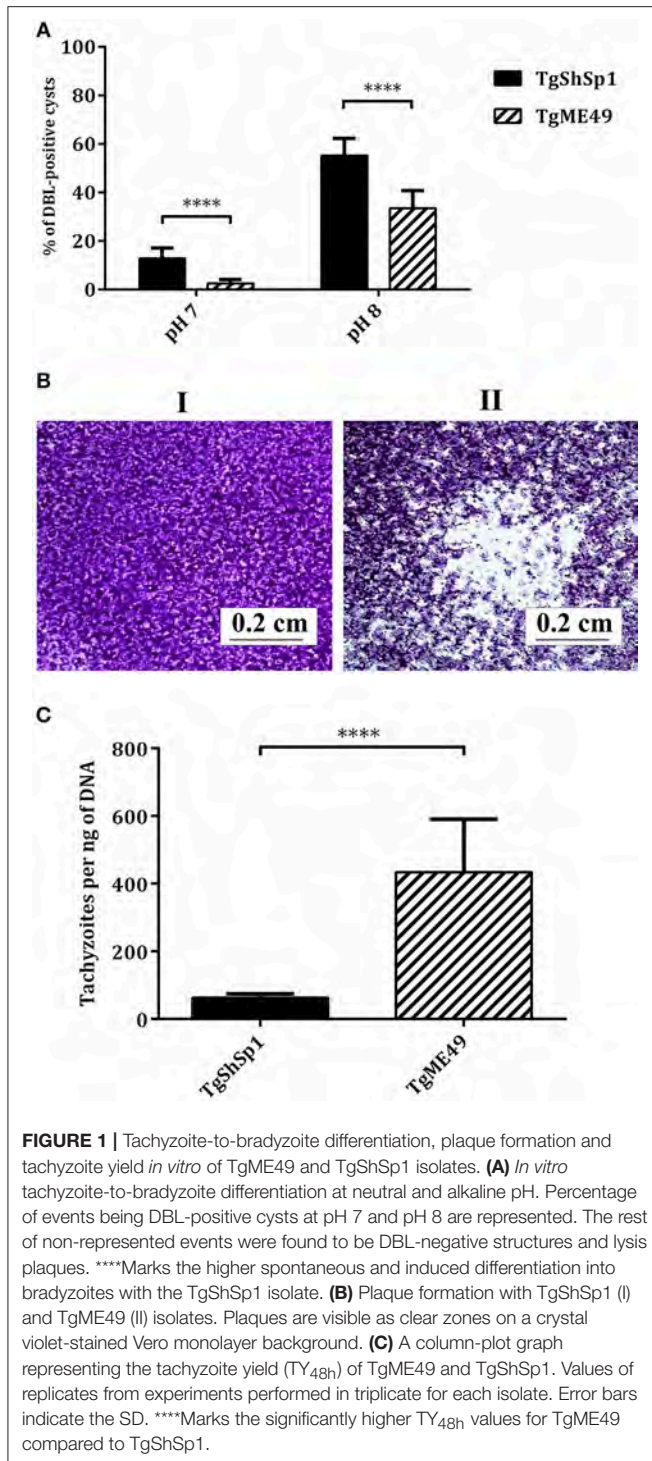 A
100
80
60
40
20
0
% of DBL-positive cysts
****
****
pH 7
pH 8
TgShSp1
TgME49
B
I
II
0.2 cm
0.2 cm
C
800
600
400
200
0
Tachyzoites per ng of DNA
****
TgShSp1
TgME49
FIGURE 1 | Tachyzoite-to-bradyzoite differentiation, plaque formation and
tachyzoite yield in vitro of TgME49 and TgShSp1 isolates. (A) In vitro
tachyzoite-to-bradyzoite differentiation at neutral and alkaline pH. Percentage
of events being DBL-positive cysts at pH 7 and pH 8 are represented. The rest
of non-represented events were found to be DBL-negative structures and lysis
plaques. ****Marks the higher spontaneous and induced differentiation into
bradyzoites with the TgShSp1 isolate. (B) Plaque formation with TgShSp1 (I)
and TgME49 (II) isolates. Plaques are visible as clear zones on a crystal
violet-stained Vero monolayer background. (C) A column-plot graph
representing the tachyzoite yield (TY48h) of TgME49 and TgShSp1. Values of
replicates from experiments performed in triplicate for each isolate. Error bars
indicate the SD. ****Marks the significantly higher TY48h values for TgME49
compared to TgShSp1.